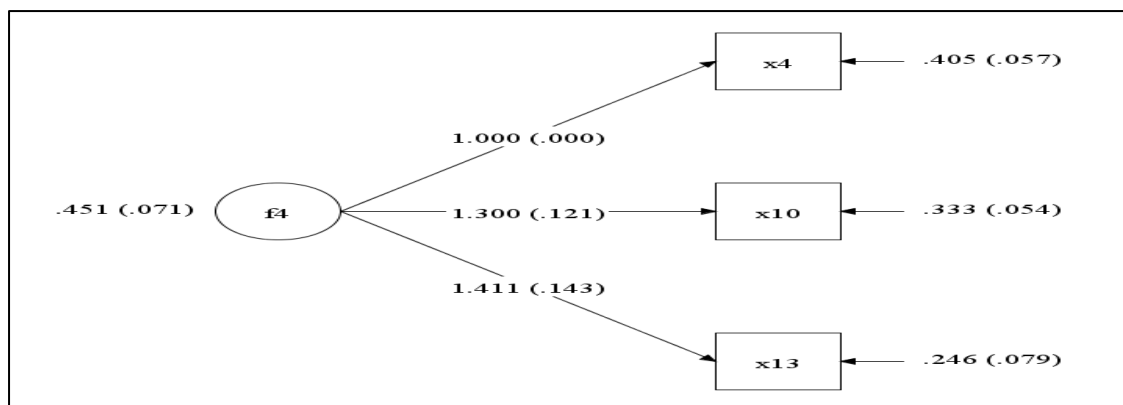 x4
.405 (.057)
1.000 (.000)
.451 (.071)
f4
1.300 (.121)
x10
.333 (.054)
1.411 (.143)
x13
.246 (.079)